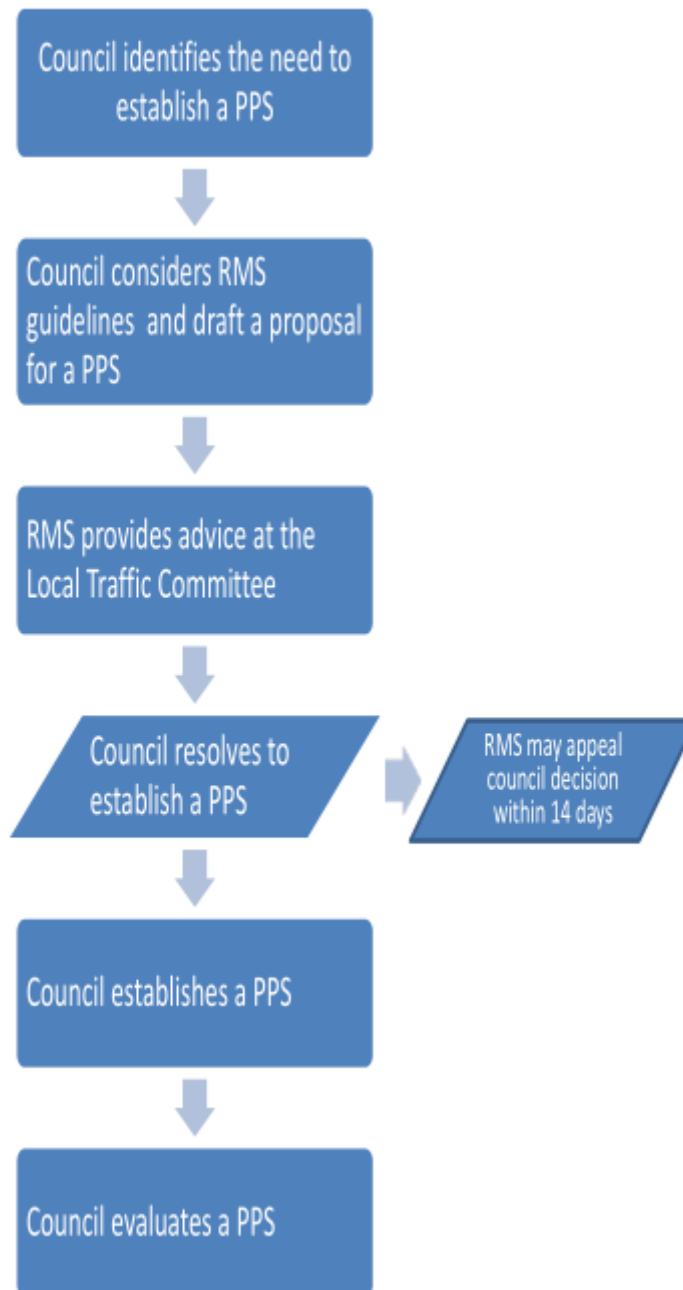 Council identifies the need to
establish a PPS
Council considers RMS
guidelines and draft a proposal
for a PPS
RMS provides advice at the
Local Traffic Committee
Council resolves to
establish a PPS
RMS may appeal
council decision
within 14 days
Council establishes a PPS
Council evaluates a PPS